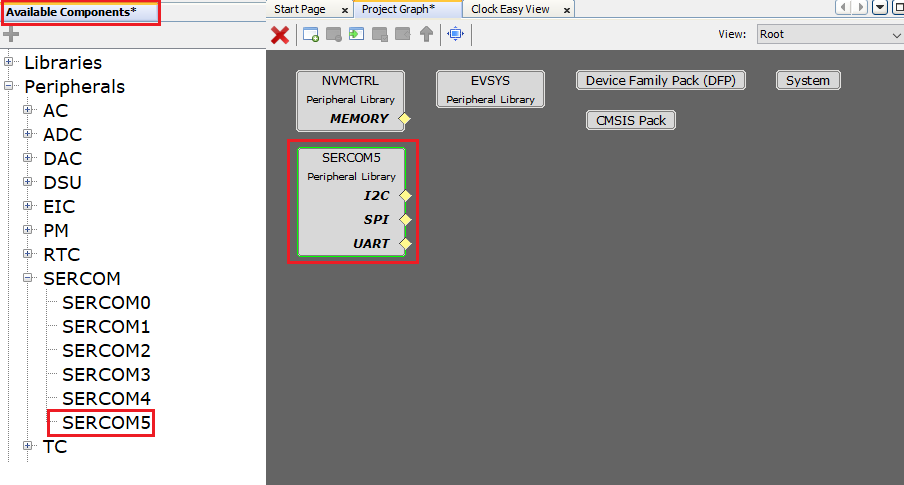 Available Components*
Libraries
Peripherals
AC
ADC
DAC
DSU
EIC
PM
RTC
SERCOM
SERCOM0
SERCOM1
SERCOM2
SERCOM3
SERCOM4
SERCOM5
TC
Start Page
Project Graph*
Clock Easy View
View: Root
NVMCTRL
Peripheral Library
MEMORY
EVSYS
Peripheral Library
Device Family Pack (DFP)
System
CMSIS Pack
SERCOM5
Peripheral Library
I2C
SPI
UART